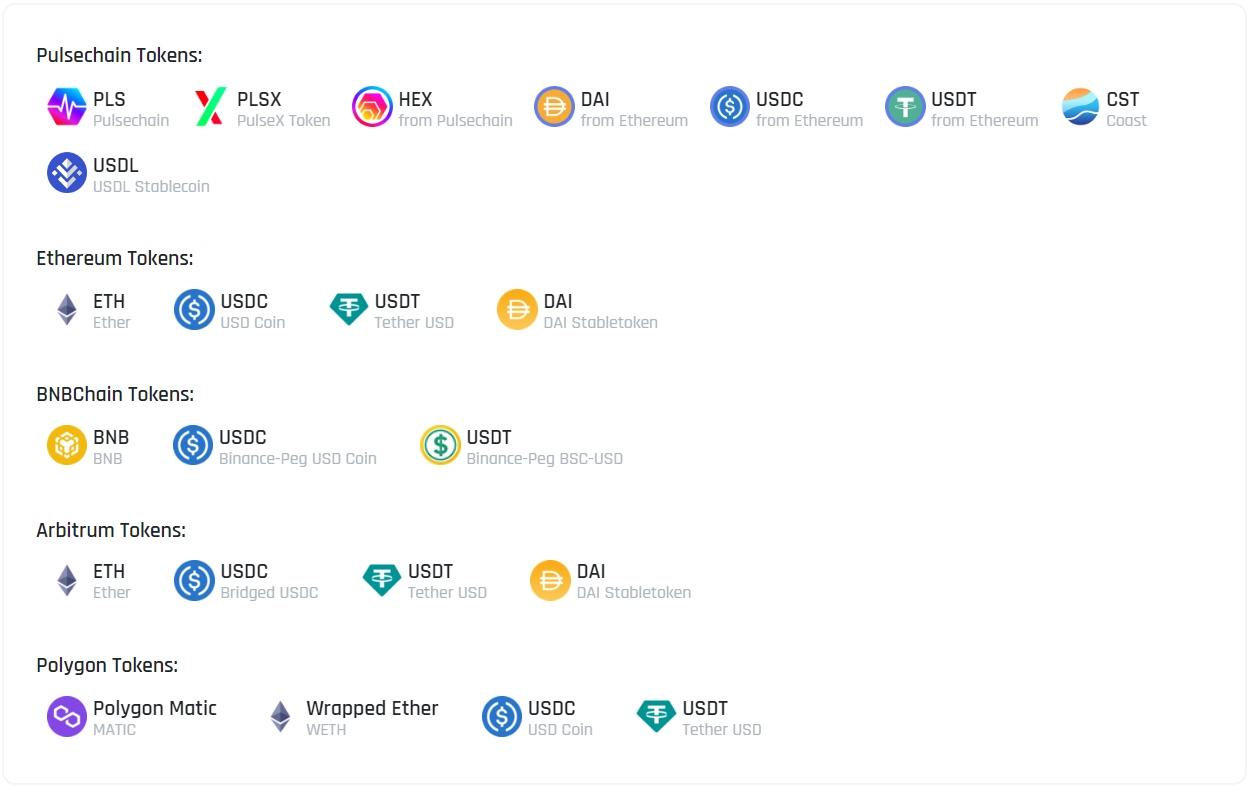 Pulsechain Tokens:
PLS PLSX HEX DAI USDC USDT CST
Pulsechain PulseX Token from Pulsechain from Ethereum from Ethereum from Ethereum Coast
USDL
USDL Stablecoin
Ethereum Tokens:
ETH USDC USDT DAI
Ether USD Coin Tether USD DAI Stabletoken
BNBChain Tokens:
BNB USDC USDT
BNB Binance-Peg USD Coin Binance-Peg BSC-USD
Arbitrum Tokens:
ETH USDC USDT DAI
Ether Bridged USDC Tether USD DAI Stabletoken
Polygon Tokens:
Polygon Matic Wrapped Ether USDC USDT
MATIC WETH USD Coin Tether USD